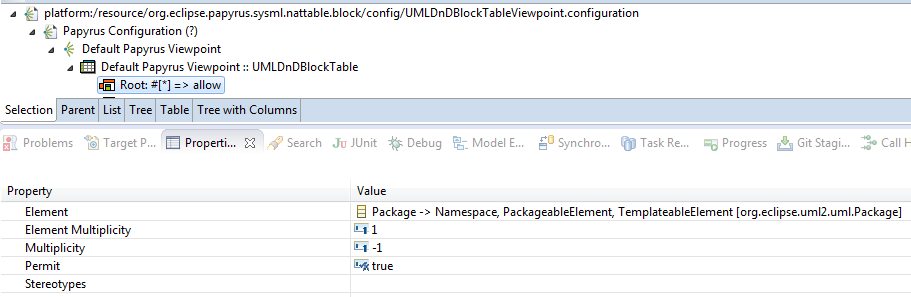 platform:/resource/org.eclipse.papyrus.sysml.nattable.block/config/UMLDnDBlockTableViewpoint.configuration
Papyrus Configuration (?)
Default Papyrus Viewpoint
Default Papyrus Viewpoint :: UMLDnDBlockTable
Root: #[*] => allow
Selection Parent List Tree Table Tree with Columns
Problems Target P... Properti... Search Ju JUnit Debug Model E... Synchro... Task Re... Progress Git Stagi... Call H
Property Value
Element Package -> Namespace, PackageableElement, TemplateableElement [org.eclipse.uml2.uml.Package]
Element Multiplicity 1
Multiplicity -1
Permit true
Stereotypes